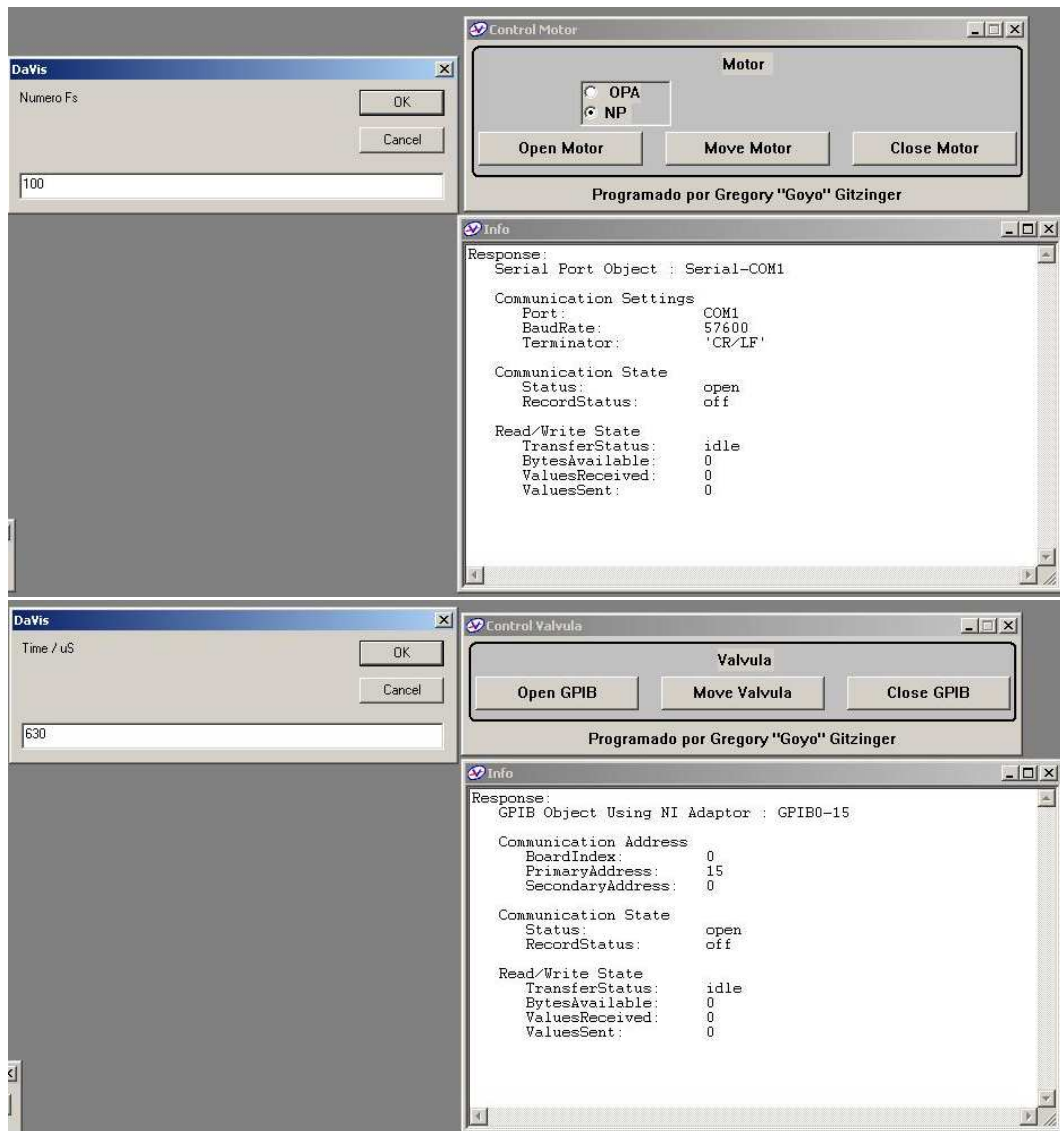 DaVis
Numero Fs
OK
Cancel
100
Control Motor
Motor
OPA
NP
Open Motor Move Motor Close Motor
Programado por Gregory "Goyo" Gitzinger
Info
Response:
Serial Port Object : Serial-COM1
Communication Settings
Port: COM1
BaudRate: 57600
Terminator: 'CR/LF'
Communication State
Status: open
RecordStatus: off
Read/Write State
TransferStatus: idle
BytesAvailable: 0
ValuesReceived: 0
ValuesSent: 0
DaVis
Time / uS
OK
Cancel
630
Control Valvula
Valvula
Open GPIB Move Valvula Close GPIB
Programado por Gregory "Goyo" Gitzinger
Info
Response:
GPIB Object Using NI Adaptor : GPIB0-15
Communication Address
BoardIndex: 0
PrimaryAddress: 15
SecondaryAddress: 0
Communication State
Status: open
RecordStatus: off
Read/Write State
TransferStatus: idle
BytesAvailable: 0
ValuesReceived: 0
ValuesSent: 0